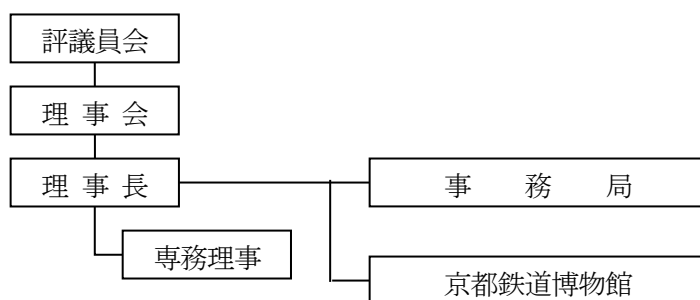 評議員会
理事会
理事長
事務局
専務理事
京都鉄道博物館